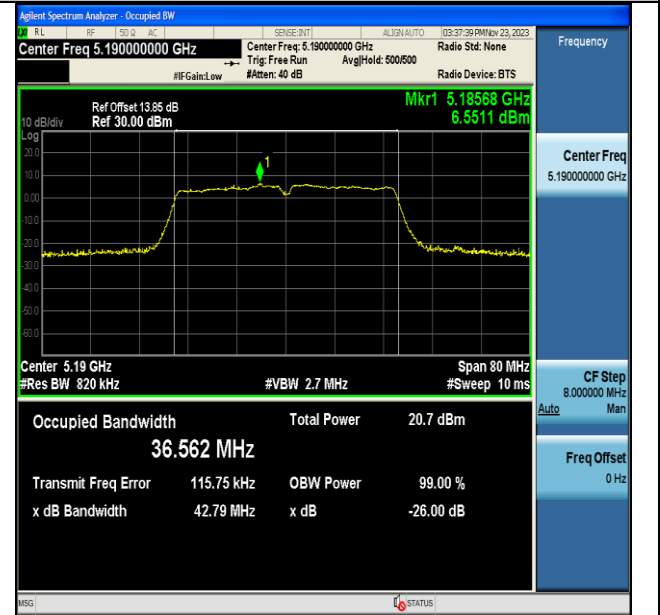 Agilent Spectrum Analyzer - Occupied BW
RL RF 50 Ω AC SENSE:INT ALIGN AUTO 03:37:39 PM Nov 23, 2023
Center Freq 5.190000000 GHz
Center Freq: 5.190000000 GHz
Radio Std: None
Trig: Free Run Avg|Hold: 500/500
#IFGain:Low
#Atten: 40 dB
Radio Device: BTS
Frequency
Ref Offset 13.85 dB
Mkr1 5.18568 GHz
10 dB/div Ref 30.00 dBm
6.5511 dBm
Log
20.0
10.0
0.00
-10.0
-20.0
-30.0
-40.0
-50.0
-60.0
1
Center 5.19 GHz
Span 80 MHz
#Res BW 820 kHz
#VBW 2.7 MHz
#Sweep 10 ms
Center Freq
5.190000000 GHz
CF Step
8.000000 MHz
Auto Man
Freq Offset
0 Hz
Occupied Bandwidth
Total Power 20.7 dBm
36.562 MHz
Transmit Freq Error 115.75 kHz
OBW Power 99.00 %
x dB Bandwidth 42.79 MHz
x dB -26.00 dB
MSG
STATUS